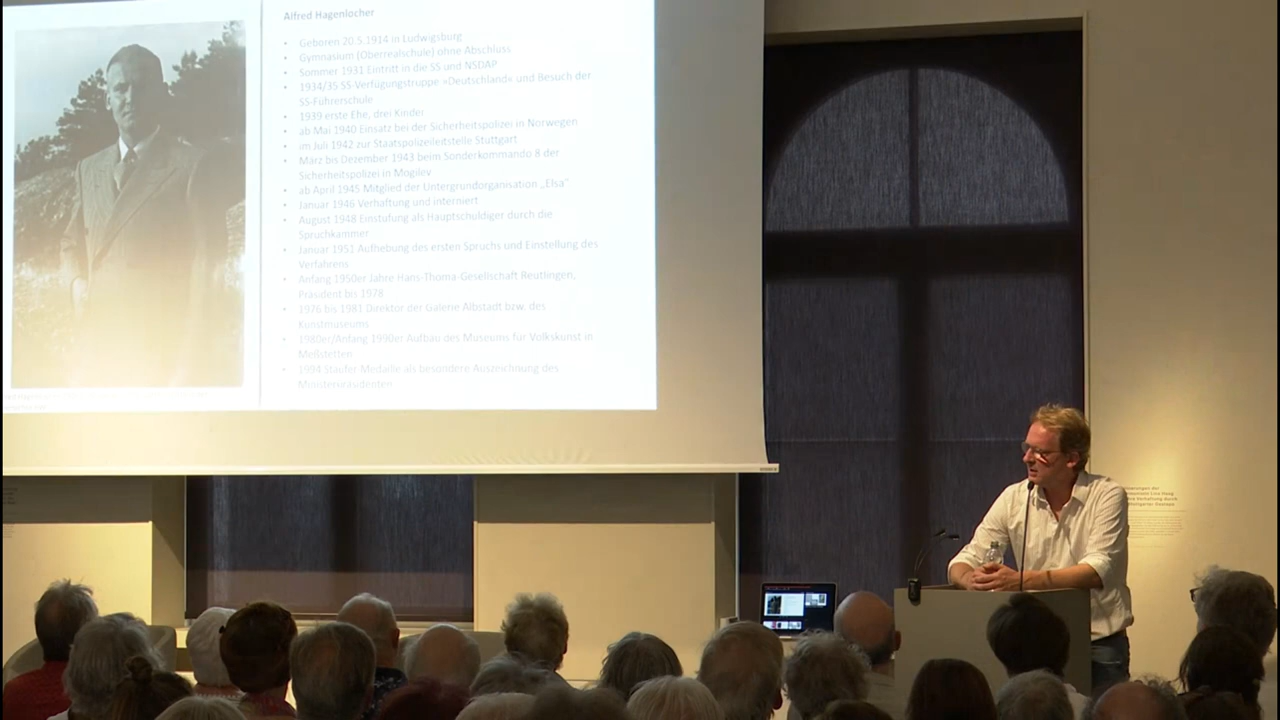 Alfred Hagenlocher
• Geboren 20.5.1914 in Ludwigsburg
• Gymnasium (Oberrealschule) ohne Abschluss
• Sommer 1931 Eintritt in die SS und NSDAP
• 1934/35 SS-Verfügungstruppe »Deutschland« und Besuch der
SS-Führerschule
• 1939 erste Ehe, drei Kinder
• ab Mai 1940 Einsatz bei der Sicherheitspolizei in Norwegen
• im Juli 1942 zur Staatspolizeileitstelle Stuttgart
• März bis Dezember 1943 beim Sonderkommando 8 der
Sicherheitspolizei in Mogilev
• ab April 1945 Mitglied der Untergrundorganisation „Elsa"
• Januar 1946 Verhaftung und interniert
• August 1948 Einstufung als Hauptschuldiger durch die
Spruchkammer
• Januar 1951 Aufhebung des ersten Spruchs und Einstellung des
Verfahrens
• Anfang 1950er Jahre Hans-Thoma-Gesellschaft Reutlingen,
Präsident bis 1978
• 1976 bis 1981 Direktor der Galerie Albstadt bzw. des
Kunstmuseums
• 1980er/Anfang 1990er Aufbau des Museums für Volkskunst in
Meßstetten
• 1994 Staufer-Medaille als besondere Auszeichnung des
Ministerpräsidenten